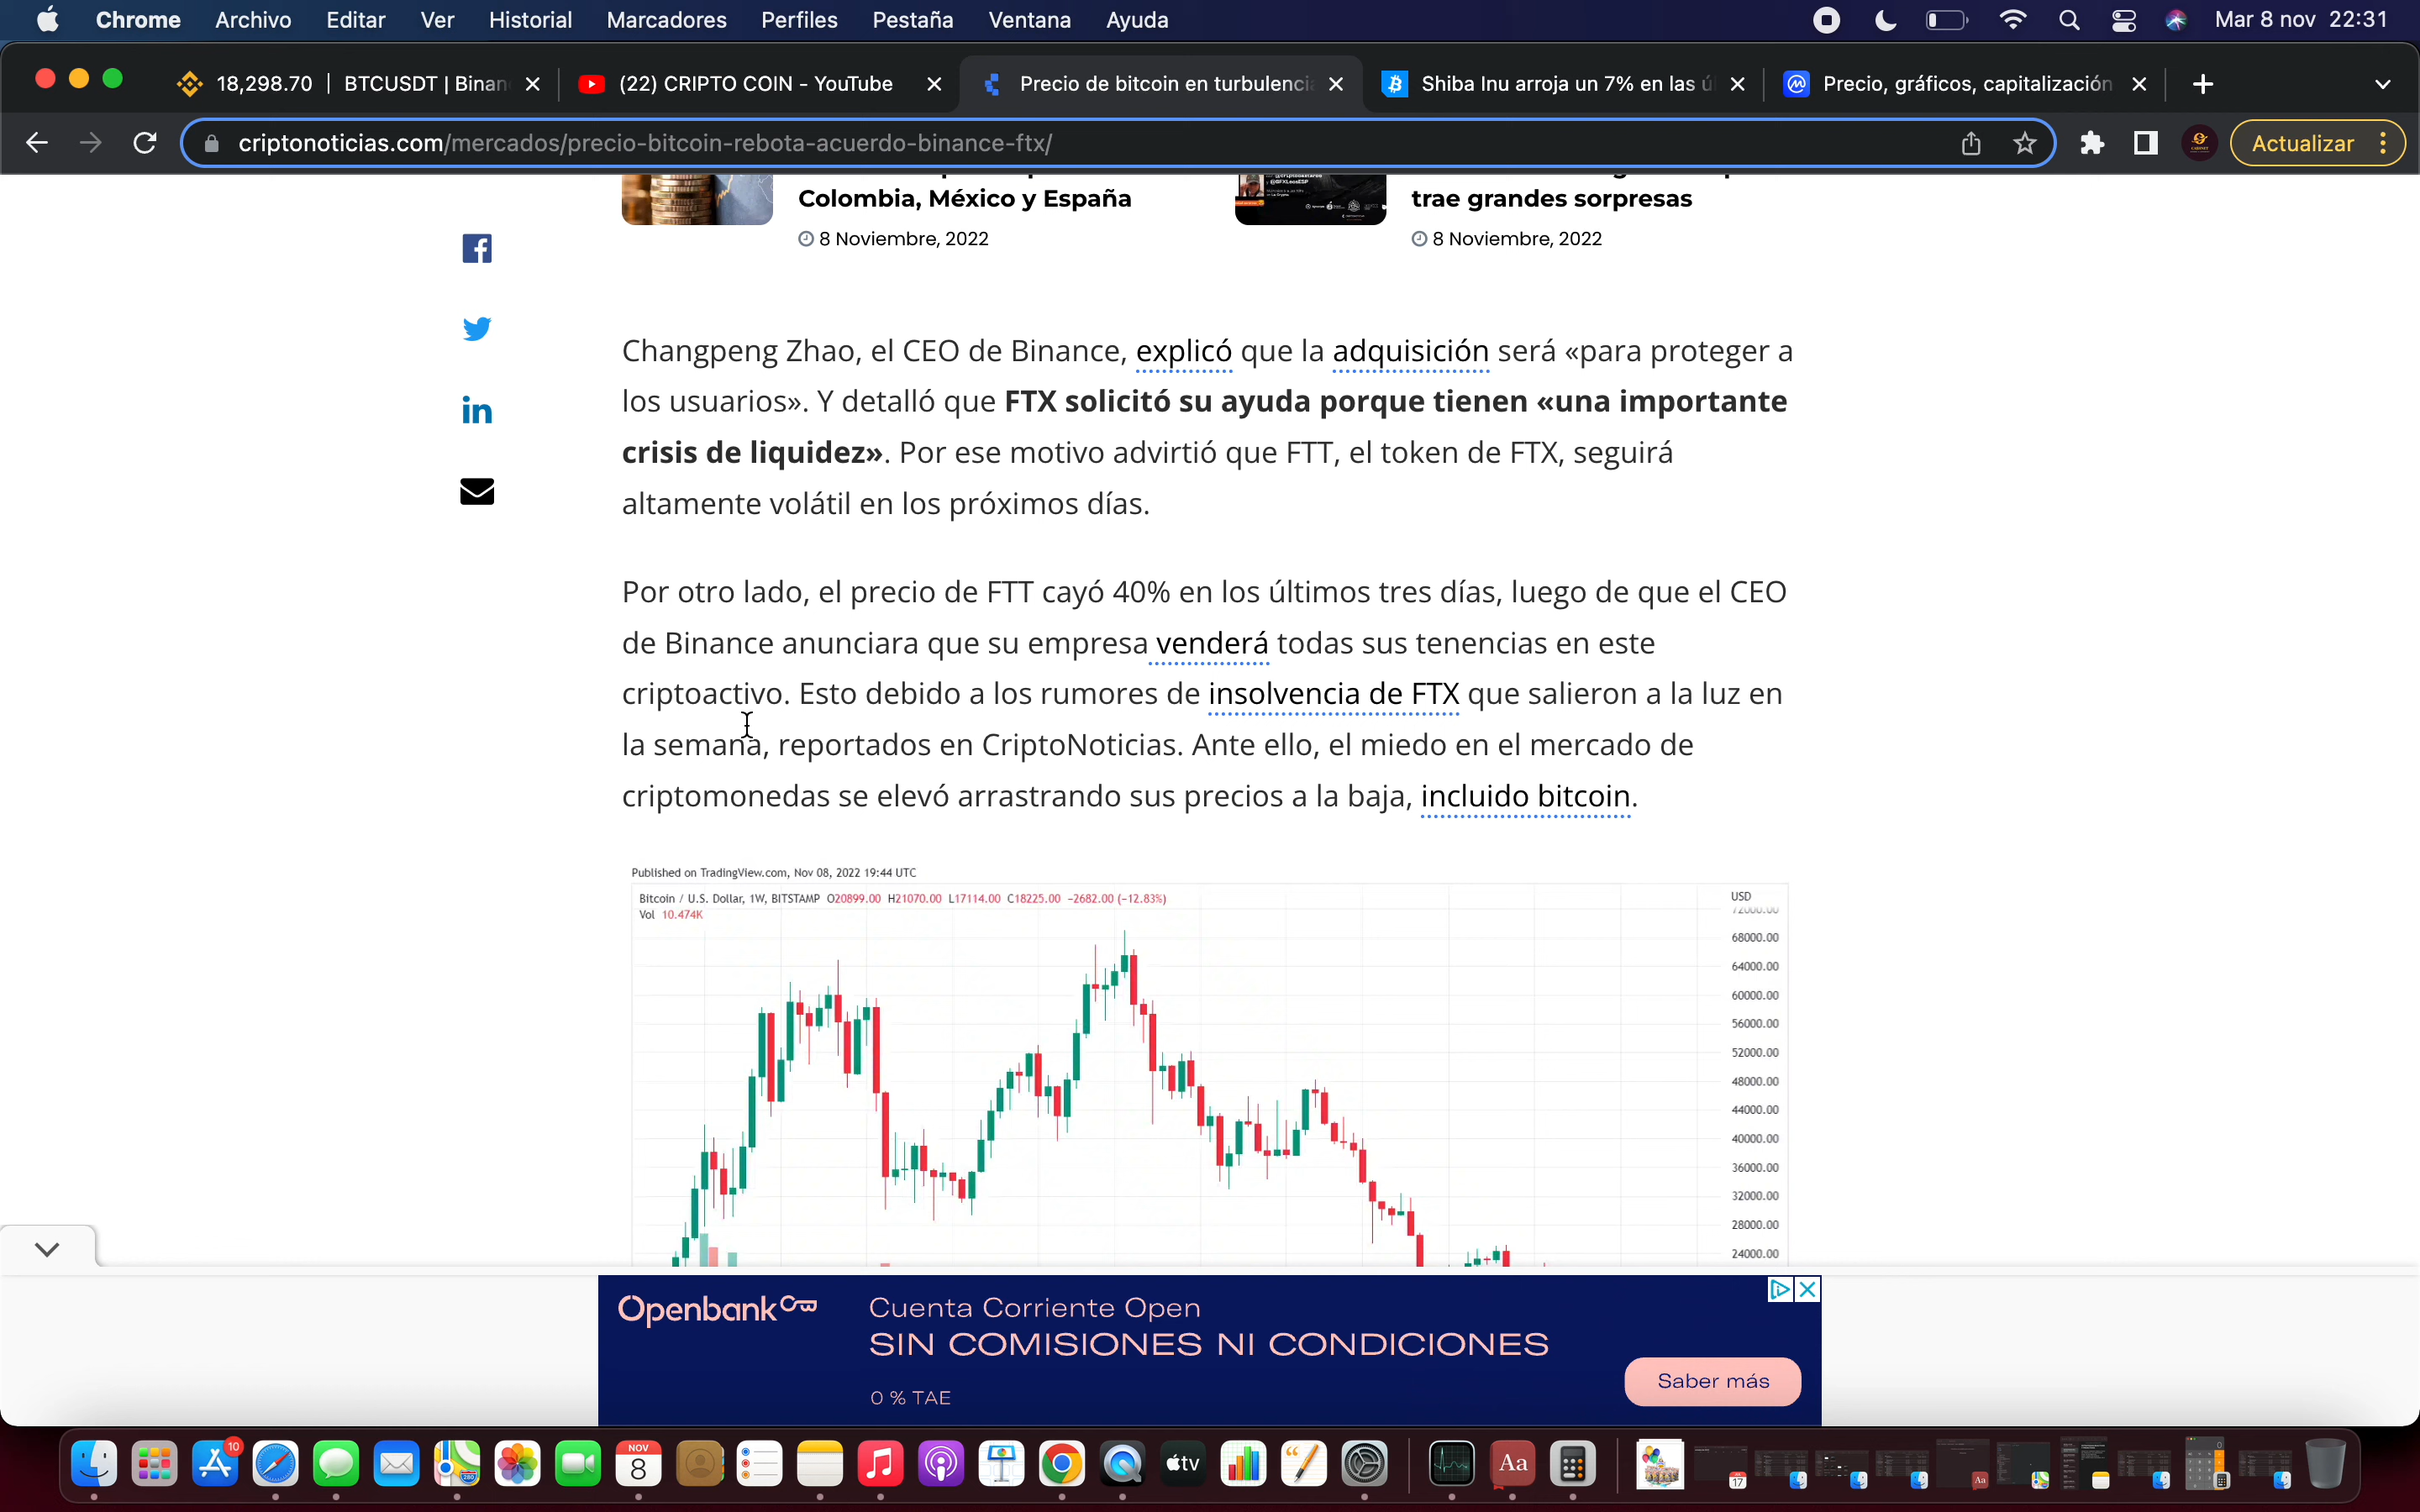 Chrome Archivo Editar Ver Historial Marcadores Perfiles Pestaña Ventana Ayuda Mar 8 nov 22:31
18,298.70 | BTCUSDT | Binan (22) CRIPTO COIN - YouTube Precio de bitcoin en turbulenci Shiba Inu arroja un 7% en las ú Precio, gráficos, capitalización
criptonoticias.com/mercados/precio-bitcoin-rebota-acuerdo-binance-ftx/ Actualizar
Colombia, México y España
8 Noviembre, 2022
trae grandes sorpresas
8 Noviembre, 2022
Changpeng Zhao, el CEO de Binance, explicó que la adquisición será «para proteger a
los usuarios». Y detalló que FTX solicitó su ayuda porque tienen «una importante
crisis de liquidez». Por ese motivo advirtió que FTT, el token de FTX, seguirá
altamente volátil en los próximos días.
Por otro lado, el precio de FTT cayó 40% en los últimos tres días, luego de que el CEO
de Binance anunciara que su empresa venderá todas sus tenencias en este
criptoactivo. Esto debido a los rumores de insolvencia de FTX que salieron a la luz en
la semana, reportados en CriptoNoticias. Ante ello, el miedo en el mercado de
criptomonedas se elevó arrastrando sus precios a la baja, incluido bitcoin.
Published on TradingView.com, Nov 08, 2022 19:44 UTC
Bitcoin / U.S. Dollar, 1W, BITSTAMP O20899.00 H21070.00 L17114.00 C18225.00 −2682.00 (−12.83%)
Vol 10.474K
USD
72000.00
68000.00
64000.00
60000.00
56000.00
52000.00
48000.00
44000.00
40000.00
36000.00
32000.00
28000.00
24000.00
Openbank
Cuenta Corriente Open
SIN COMISIONES NI CONDICIONES
0 % TAE
Saber más
10
280
NOV
8
tv
Aa
17